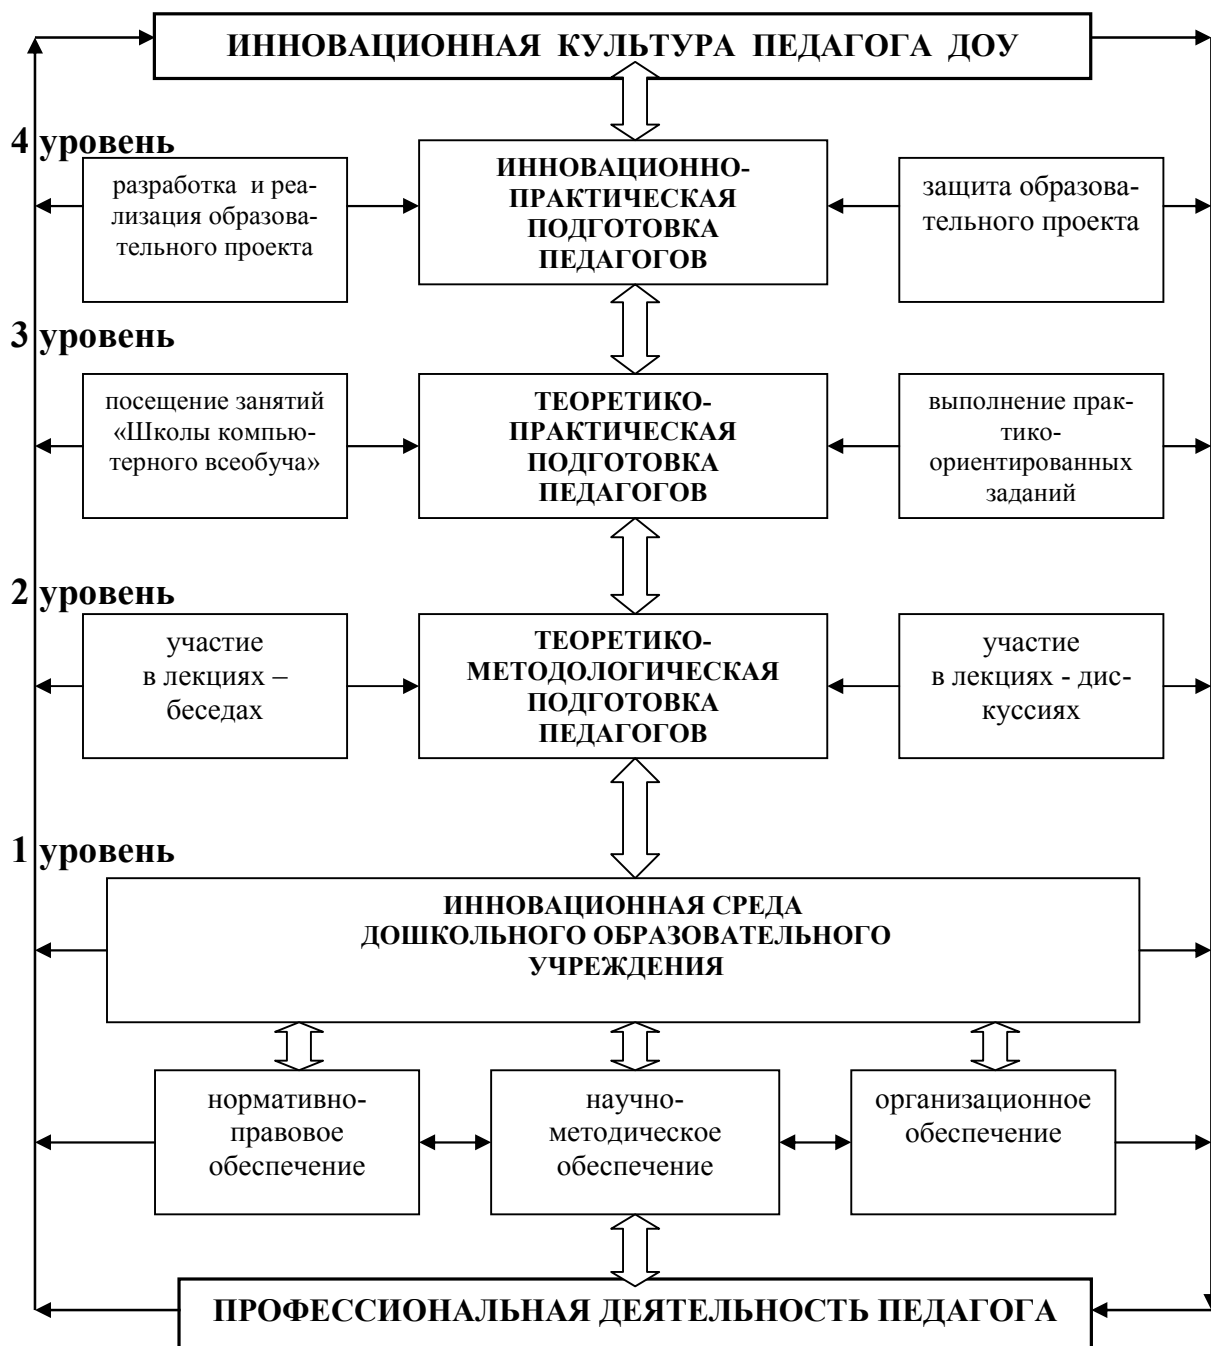 ИННОВАЦИОННАЯ КУЛЬТУРА ПЕДАГОГА ДОУ
4 уровень
разработка и реа-
лизация образова-
тельного проекта
ИННОВАЦИОННО-
ПРАКТИЧЕСКАЯ
ПОДГОТОВКА
ПЕДАГОГОВ
защита образова-
тельного проекта
3 уровень
посещение занятий
«Школы компью-
терного всеобуча»
ТЕОРЕТИКО-
ПРАКТИЧЕСКАЯ
ПОДГОТОВКА
ПЕДАГОГОВ
выполнение прак-
тико-
ориентированных
заданий
2 уровень
участие
в лекциях –
беседах
ТЕОРЕТИКО-
МЕТОДОЛОГИЧЕСКАЯ
ПОДГОТОВКА
ПЕДАГОГОВ
участие
в лекциях - дис-
куссиях
1 уровень
ИННОВАЦИОННАЯ СРЕДА
ДОШКОЛЬНОГО ОБРАЗОВАТЕЛЬНОГО
УЧРЕЖДЕНИЯ
нормативно-
правовое
обеспечение
научно-
методическое
обеспечение
организационное
обеспечение
ПРОФЕССИОНАЛЬНАЯ ДЕЯТЕЛЬНОСТЬ ПЕДАГОГА